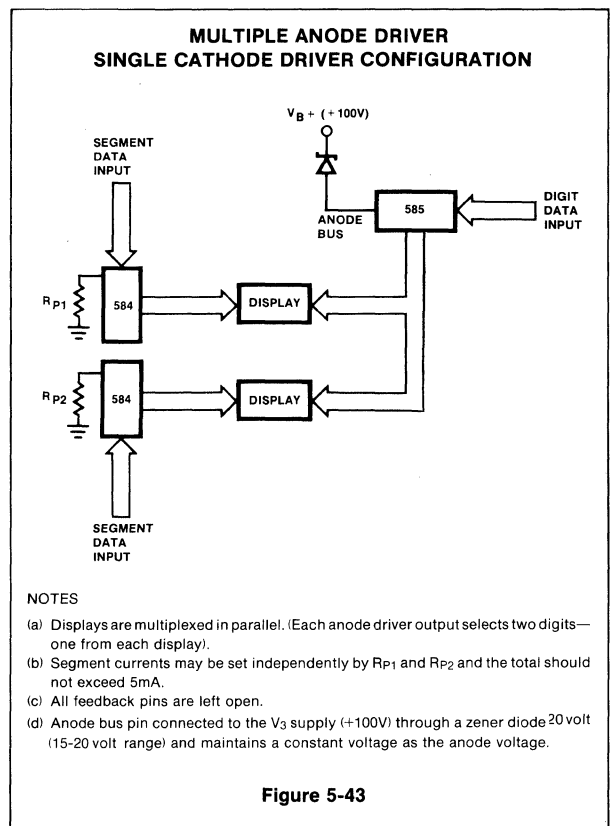 MULTIPLE ANODE DRIVER
SINGLE CATHODE DRIVER CONFIGURATION
VB + (+100V)
SEGMENT
DATA
INPUT
585
DIGIT
DATA
INPUT
ANODE
BUS
RP1
584
DISPLAY
RP2
584
DISPLAY
SEGMENT
DATA
INPUT
NOTES
(a) Displays are multiplexed in parallel. (Each anode driver output selects two digits—
one from each display).
(b) Segment currents may be set independently by RP1 and RP2 and the total should
not exceed 5mA.
(c) All feedback pins are left open.
(d) Anode bus pin connected to the V3 supply (+100V) through a zener diode 20 volt
(15-20 volt range) and maintains a constant voltage as the anode voltage.
Figure 5-43